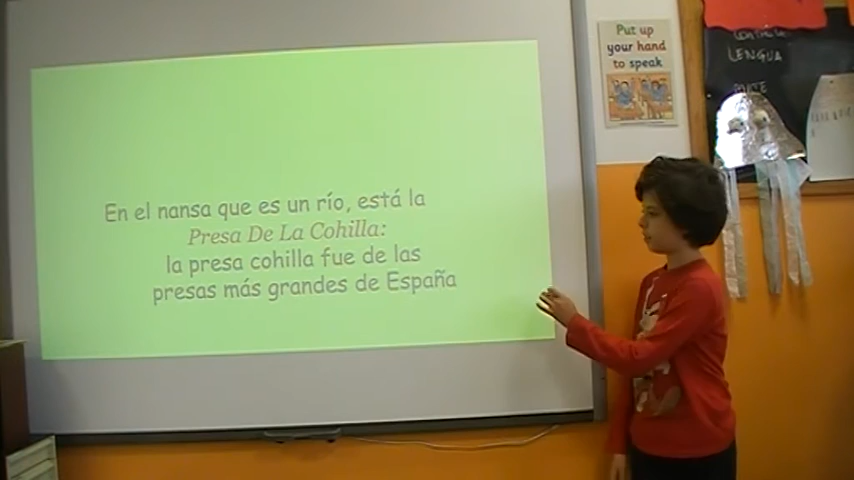 En el nansa que es un río, está la
Presa De La Cohilla:
la presa cohilla fue de las
presas más grandes de España
Put up
your hand
to speak
LENGUA